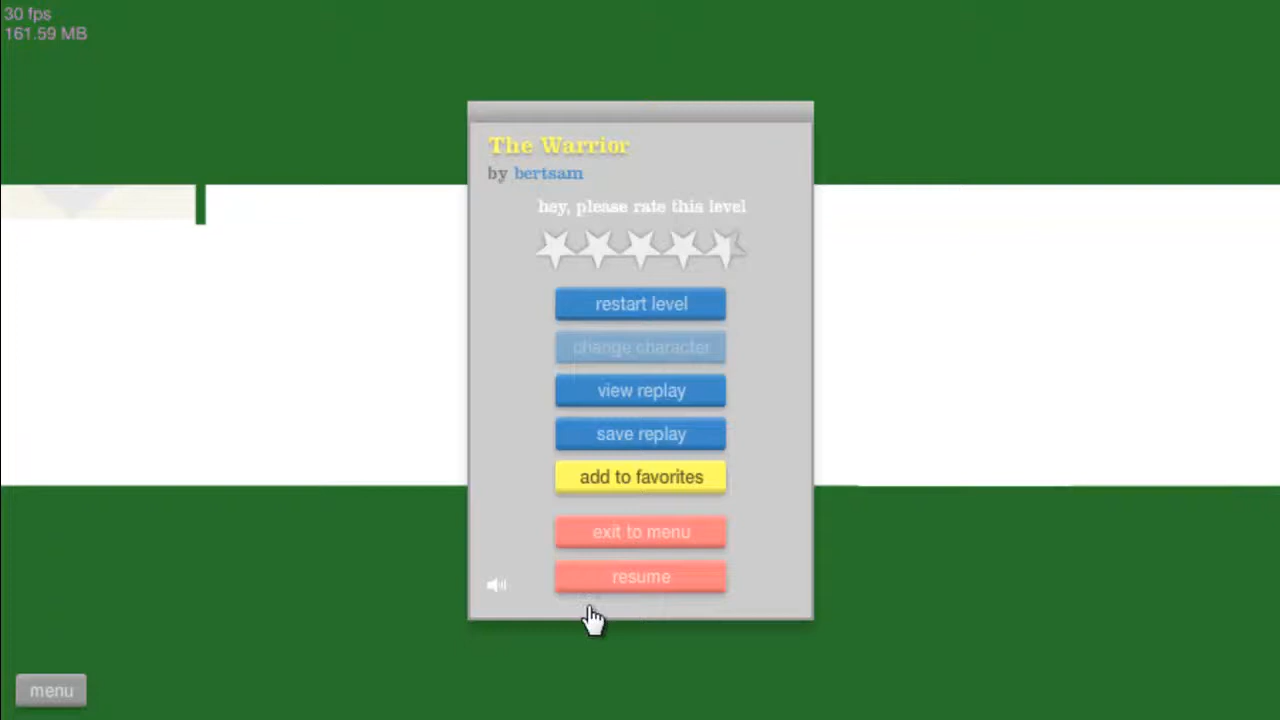 30 fps
161.59 MB
The Warrior
by bertsam
hey, please rate this level
restart level
change character
view replay
save replay
add to favorites
exit to menu
resume
menu